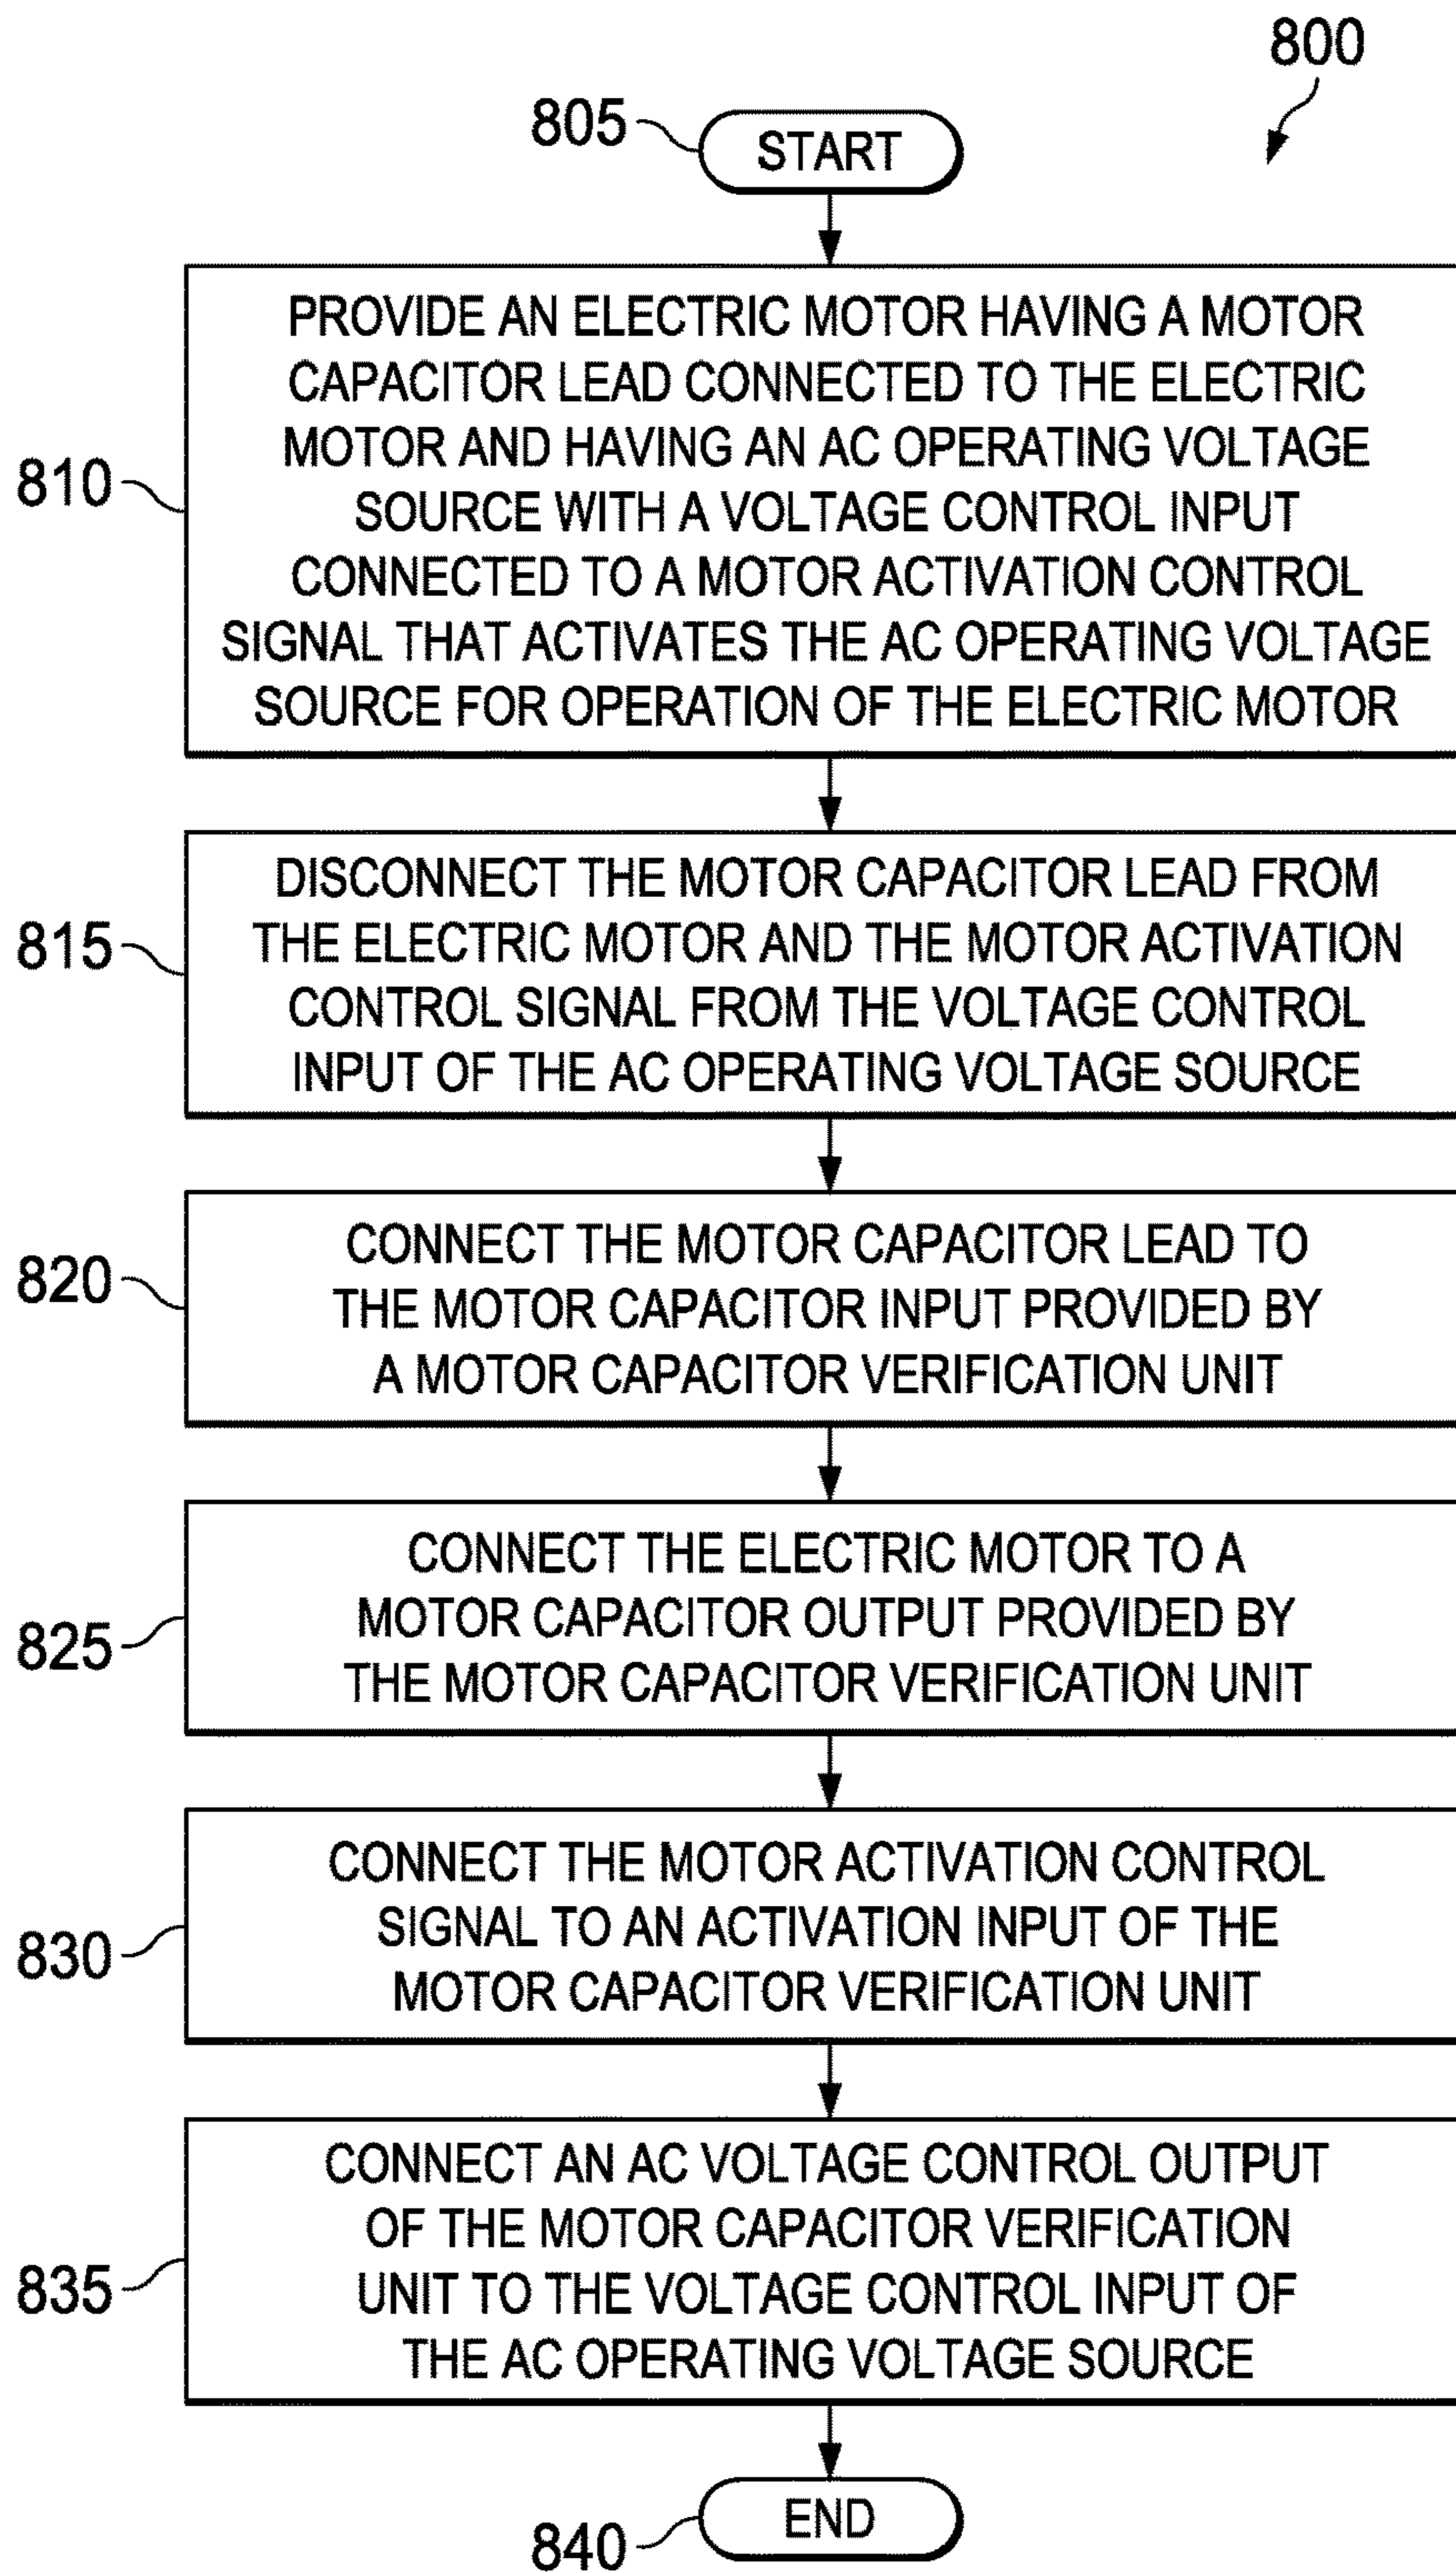 800
805
START
810
PROVIDE AN ELECTRIC MOTOR HAVING A MOTOR
CAPACITOR LEAD CONNECTED TO THE ELECTRIC
MOTOR AND HAVING AN AC OPERATING VOLTAGE
SOURCE WITH A VOLTAGE CONTROL INPUT
CONNECTED TO A MOTOR ACTIVATION CONTROL
SIGNAL THAT ACTIVATES THE AC OPERATING VOLTAGE
SOURCE FOR OPERATION OF THE ELECTRIC MOTOR
815
DISCONNECT THE MOTOR CAPACITOR LEAD FROM
THE ELECTRIC MOTOR AND THE MOTOR ACTIVATION
CONTROL SIGNAL FROM THE VOLTAGE CONTROL
INPUT OF THE AC OPERATING VOLTAGE SOURCE
820
CONNECT THE MOTOR CAPACITOR LEAD TO
THE MOTOR CAPACITOR INPUT PROVIDED BY
A MOTOR CAPACITOR VERIFICATION UNIT
825
CONNECT THE ELECTRIC MOTOR TO A
MOTOR CAPACITOR OUTPUT PROVIDED BY
THE MOTOR CAPACITOR VERIFICATION UNIT
830
CONNECT THE MOTOR ACTIVATION CONTROL
SIGNAL TO AN ACTIVATION INPUT OF THE
MOTOR CAPACITOR VERIFICATION UNIT
835
CONNECT AN AC VOLTAGE CONTROL OUTPUT
OF THE MOTOR CAPACITOR VERIFICATION
UNIT TO THE VOLTAGE CONTROL INPUT OF
THE AC OPERATING VOLTAGE SOURCE
840
END